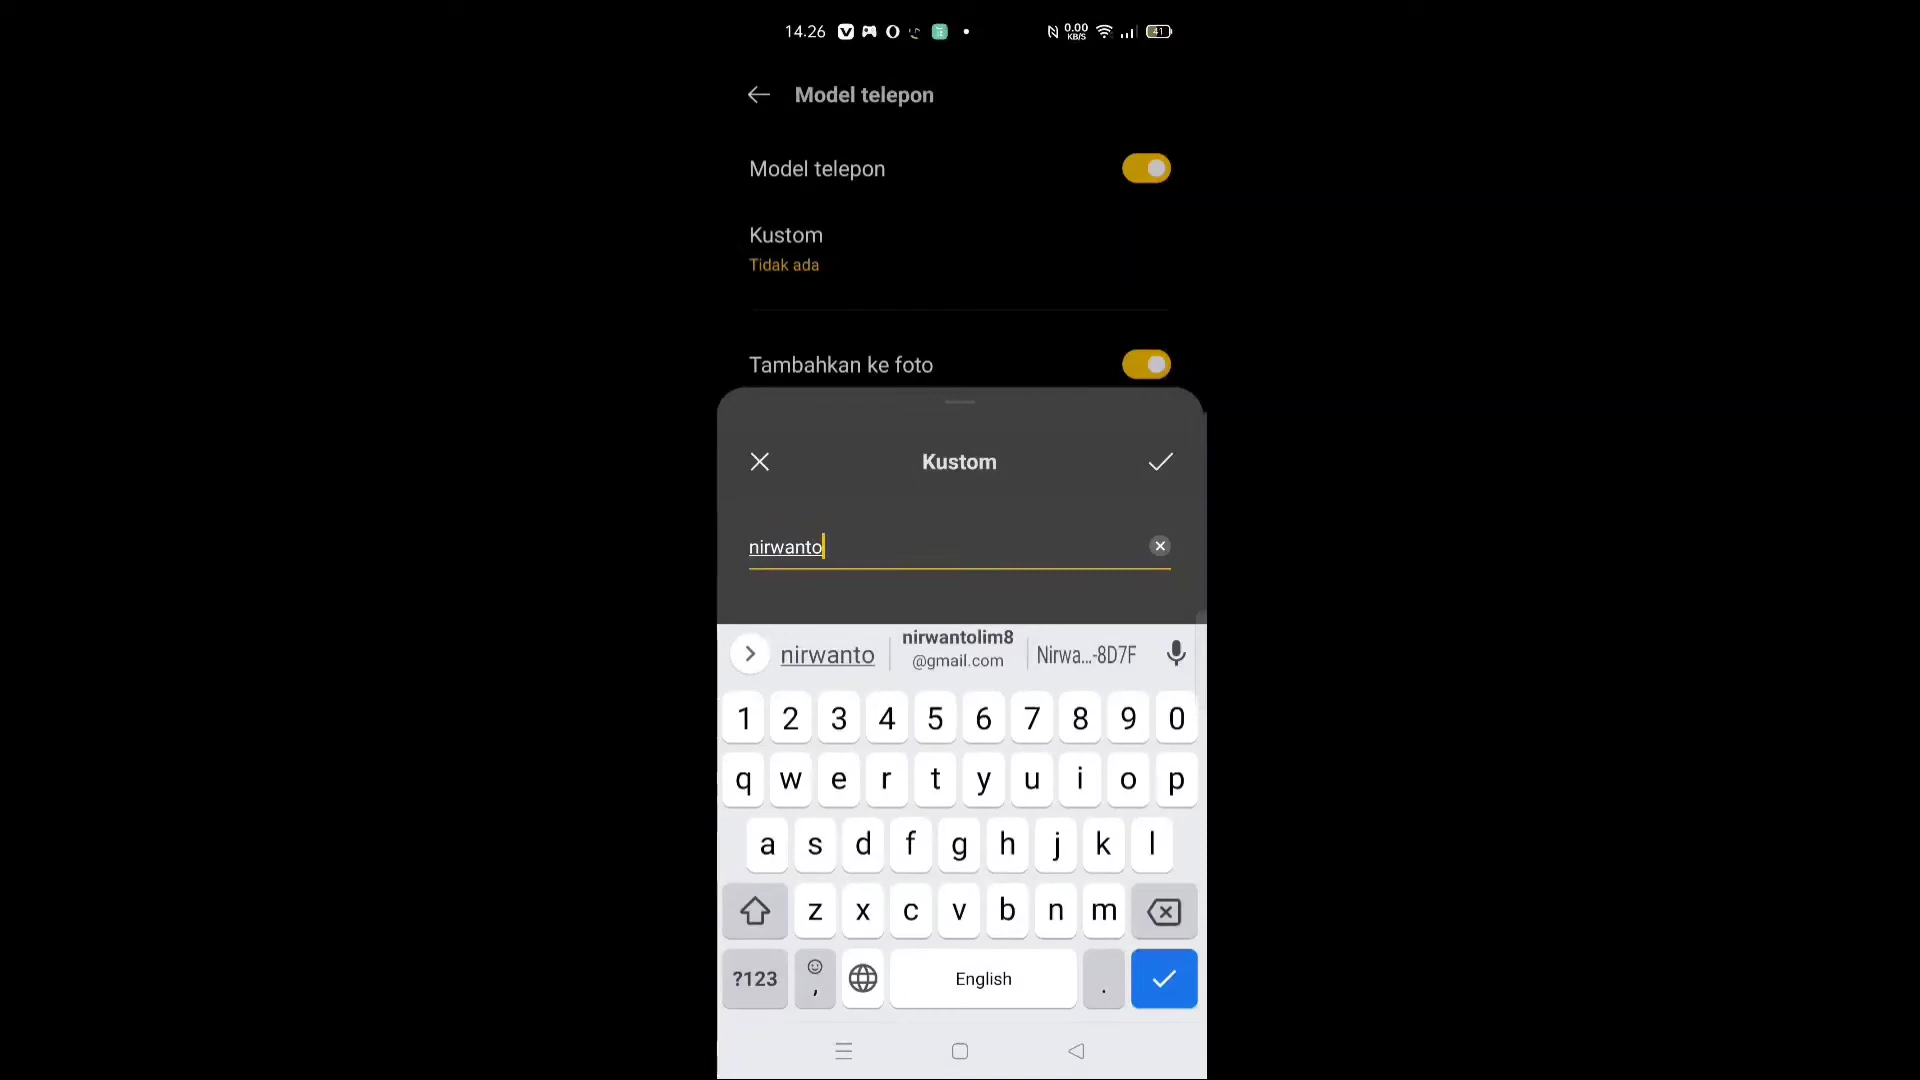 14.26 0.00 KB/S 41
Model telepon
Model telepon
Kustom
Tidak ada
Tambahkan ke foto
Kustom
nirwanto
nirwanto nirwantolim8 @gmail.com Nirwa...-8D7F
1 2 3 4 5 6 7 8 9 0
q w e r t y u i o p
a s d f g h j k l
z x c v b n m
?123 , English .